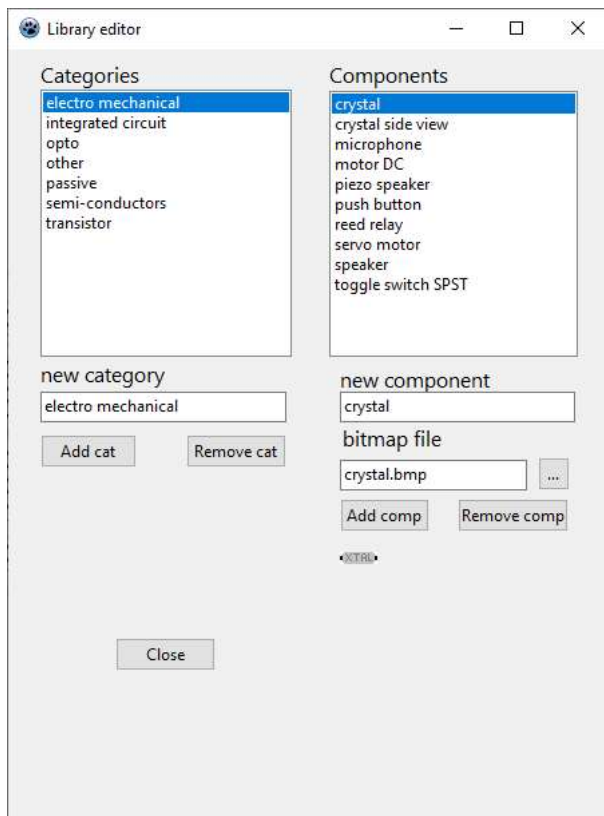 Library editor
Categories
electro mechanical
integrated circuit
opto
other
passive
semi-conductors
transistor
Components
crystal
crystal side view
microphone
motor DC
piezo speaker
push button
reed relay
servo motor
speaker
toggle switch SPST
new category
electro mechanical
Add cat
Remove cat
new component
crystal
bitmap file
crystal.bmp
...
Add comp
Remove comp
XTAL
Close